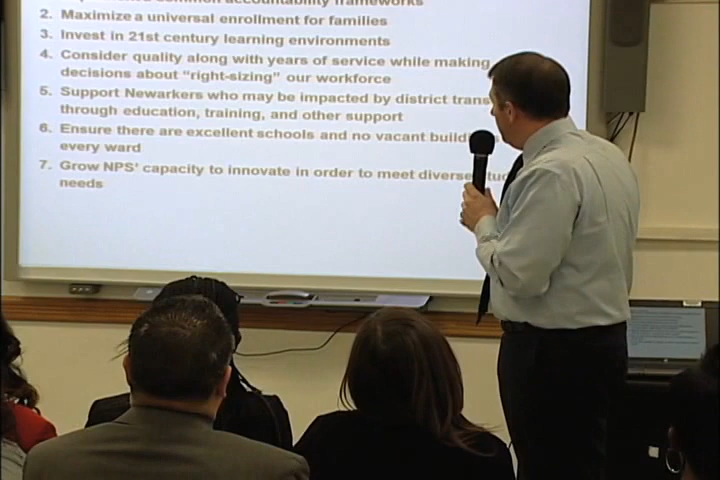 common accountability frameworks
2. Maximize a universal enrollment for families
3. Invest in 21st century learning environments
4. Consider quality along with years of service while making
decisions about "right-sizing" our workforce
5. Support Newarkers who may be impacted by district
through education, training, and other support
6. Ensure there are excellent schools and no vacant
every ward
7. Grow NPS' capacity to innovate in order to meet diverse
needs